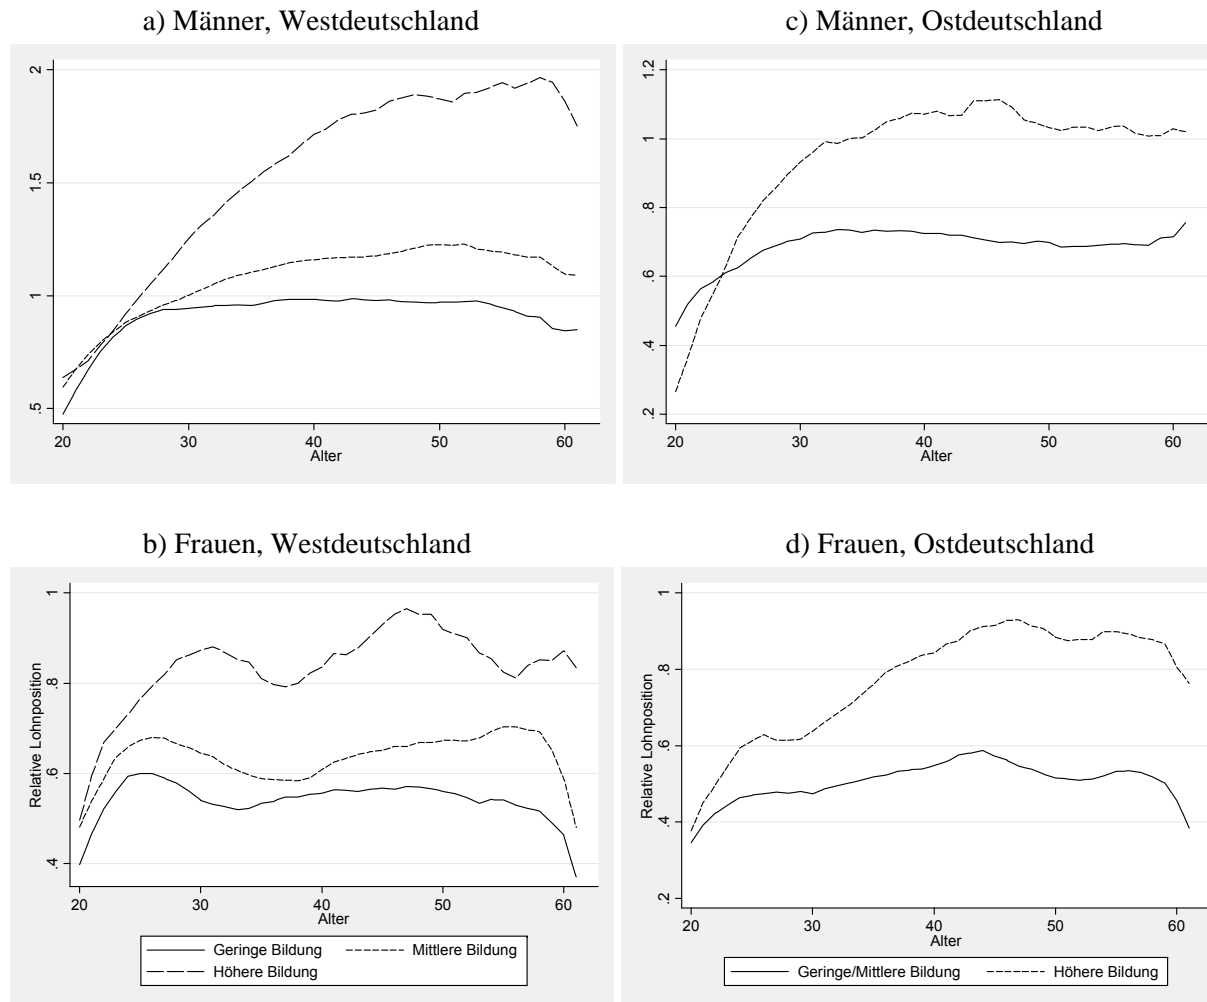 a) Männer, Westdeutschland
2
1.5
1
.5
20 30 40 50 60
Alter
c) Männer, Ostdeutschland
1.2
1
.8
.6
.4
.2
20 30 40 50 60
Alter
b) Frauen, Westdeutschland
Relative Lohnposition
1
.8
.6
.4
20 30 40 50 60
Alter
Geringe Bildung Mittlere Bildung
Höhere Bildung
d) Frauen, Ostdeutschland
Relative Lohnposition
1
.8
.6
.4
.2
20 30 40 50 60
Alter
Geringe/Mittlere Bildung Höhere Bildung